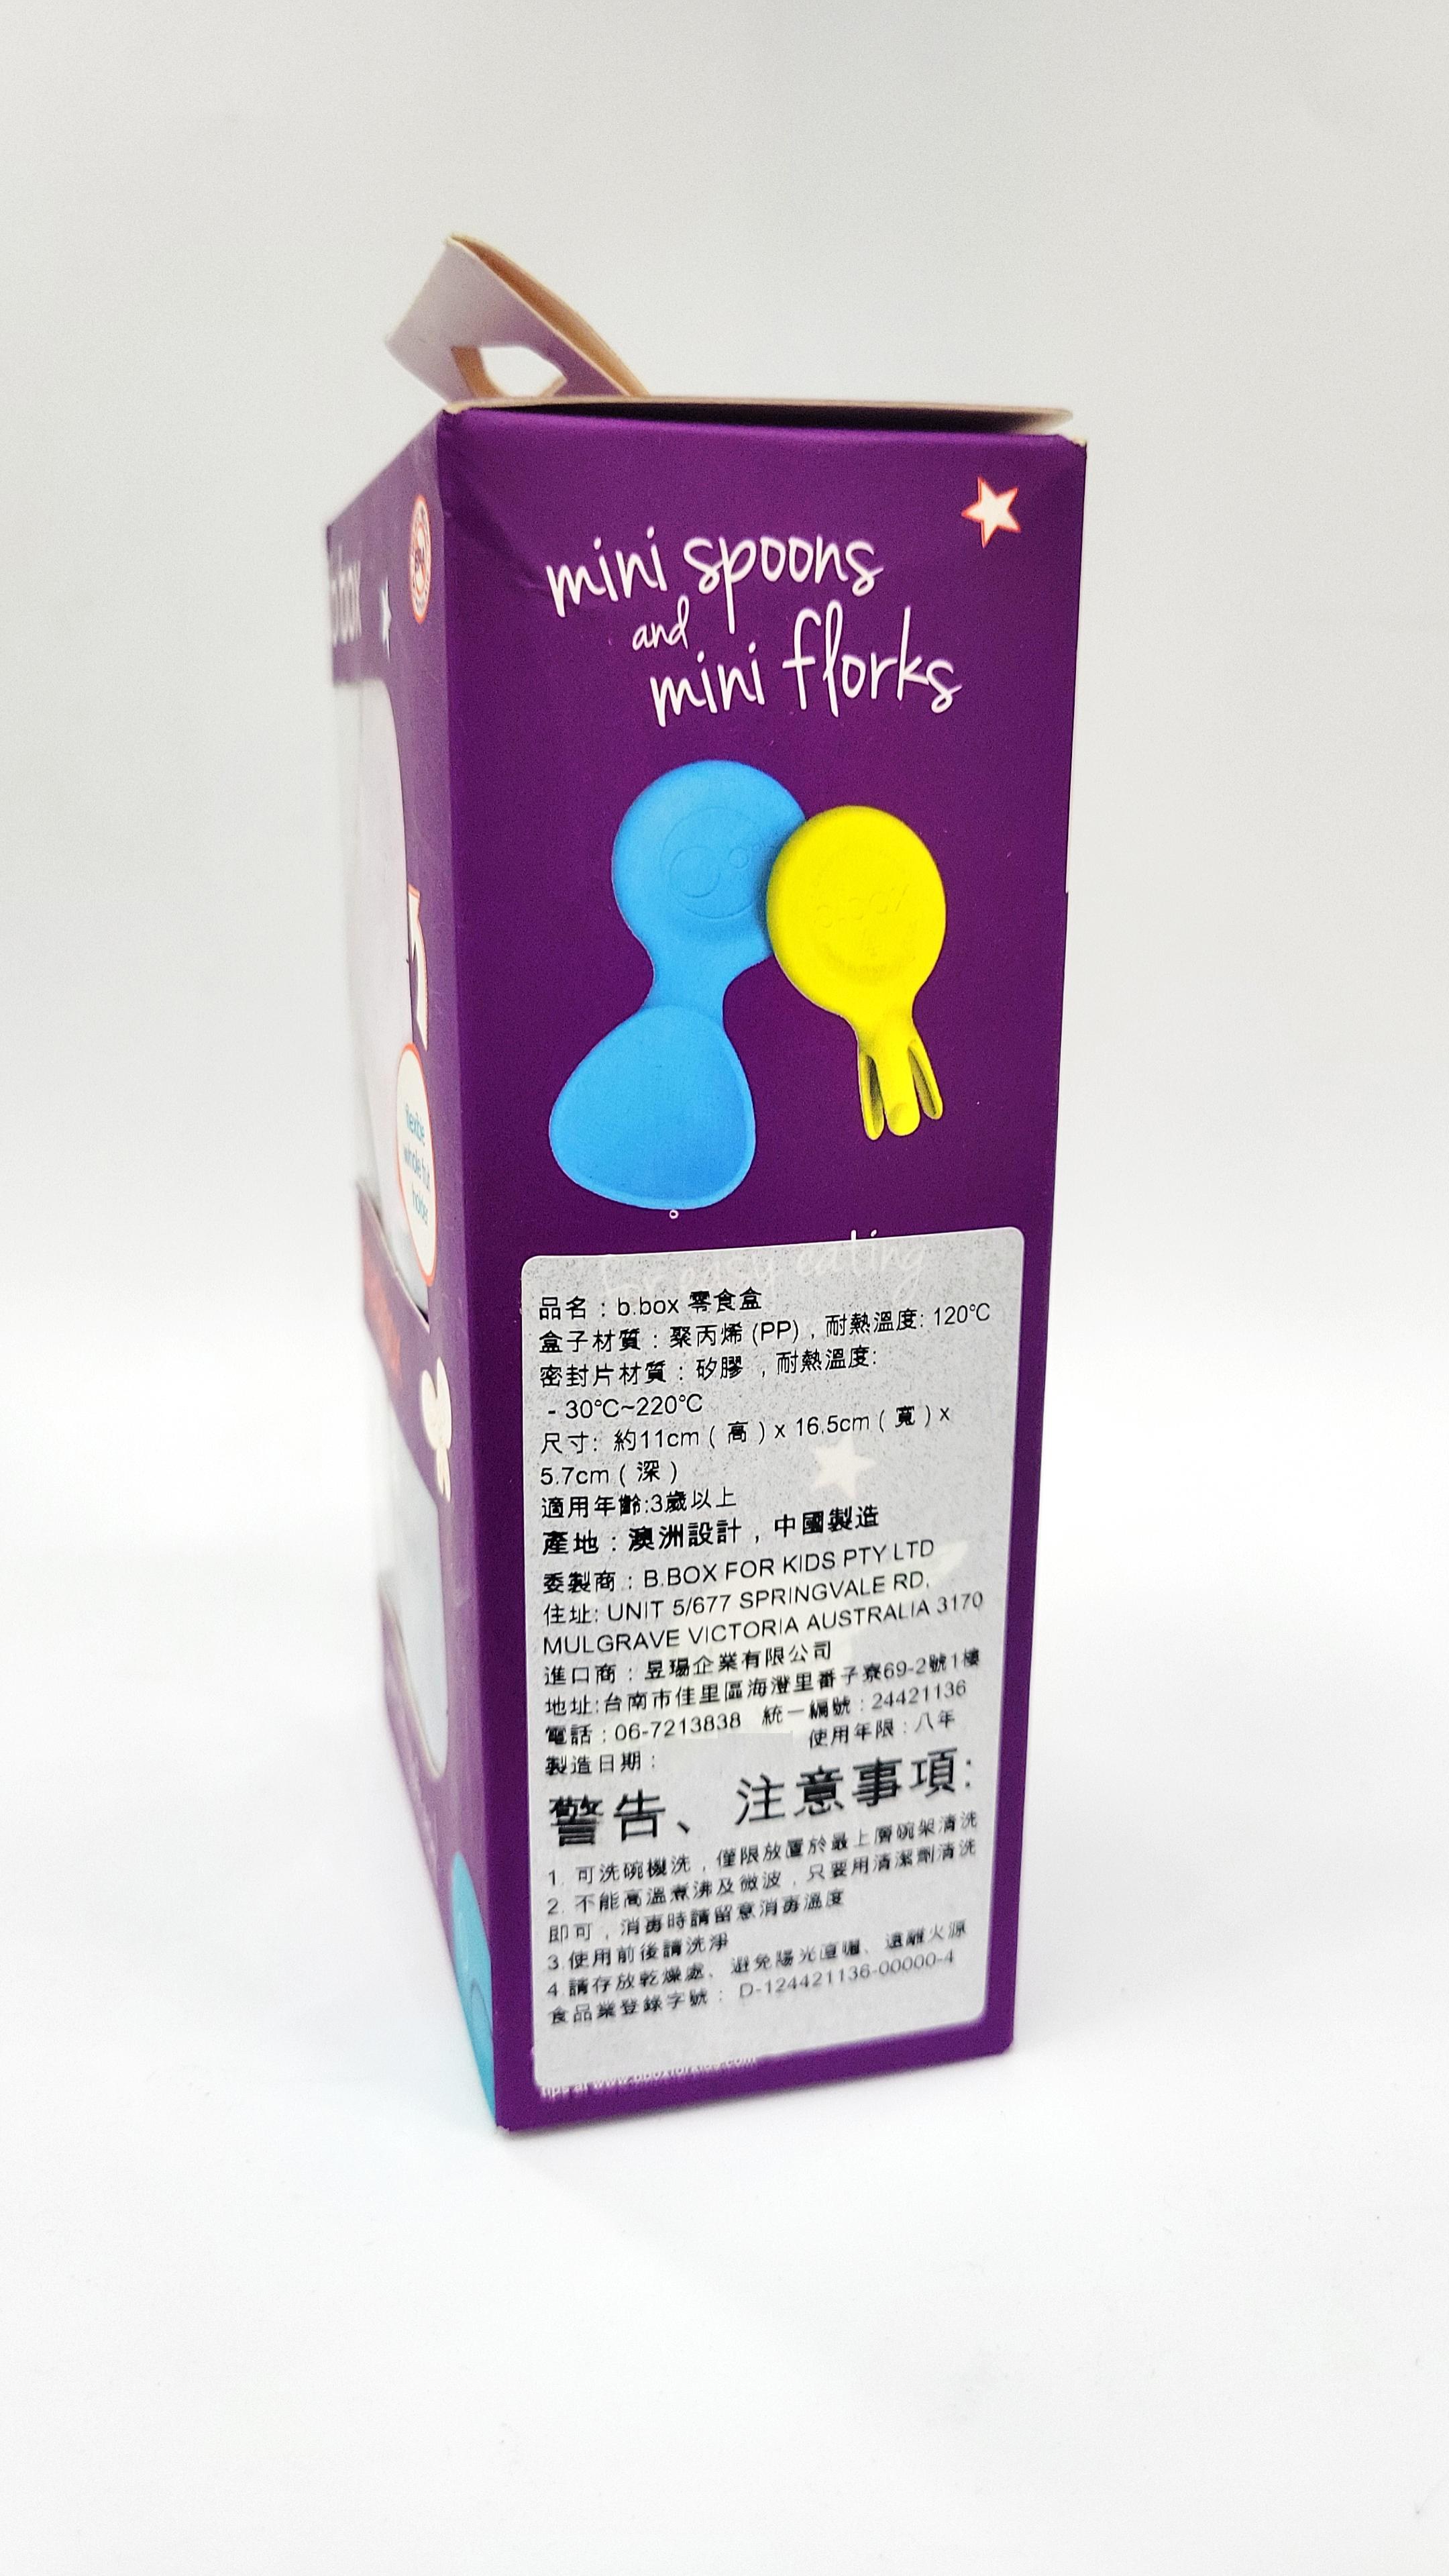 b.box
mini spoons
and
mini florks
flexible
whole fruit
holder
for easy eating
品名：b.box 零食盒
盒子材質：聚丙烯 (PP)，耐熱溫度: 120℃
密封片材質：矽膠 ，耐熱溫度:
- 30℃~220℃
尺寸: 約11cm（高）x 16.5cm（寬）x
5.7cm（深）
適用年齡:3歲以上
產地：澳洲設計，中國製造
委製商：B.BOX FOR KIDS PTY LTD
住址: UNIT 5/677 SPRINGVALE RD,
MULGRAVE VICTORIA AUSTRALIA 3170
進口商：昱瑒企業有限公司
地址:台南市佳里區海澄里番子寮69-2號1樓
電話：06-7213838 統一編號：24421136
製造日期： 使用年限：八年
警告、注意事項:
1. 可洗碗機洗，僅限放置於最上層碗架清洗
2. 不能高溫煮沸及微波，只要用清潔劑清洗
即可，消毒時請留意消毒溫度
3.使用前後請洗淨
4.請存放乾燥處、避免陽光直曬、遠離火源
食品業登錄字號： D-124421136-00000-4